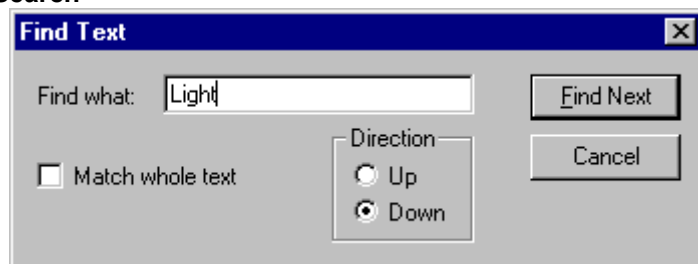 Find Text
Find what: Light Find Next
Direction Cancel
Match whole text Up
Down